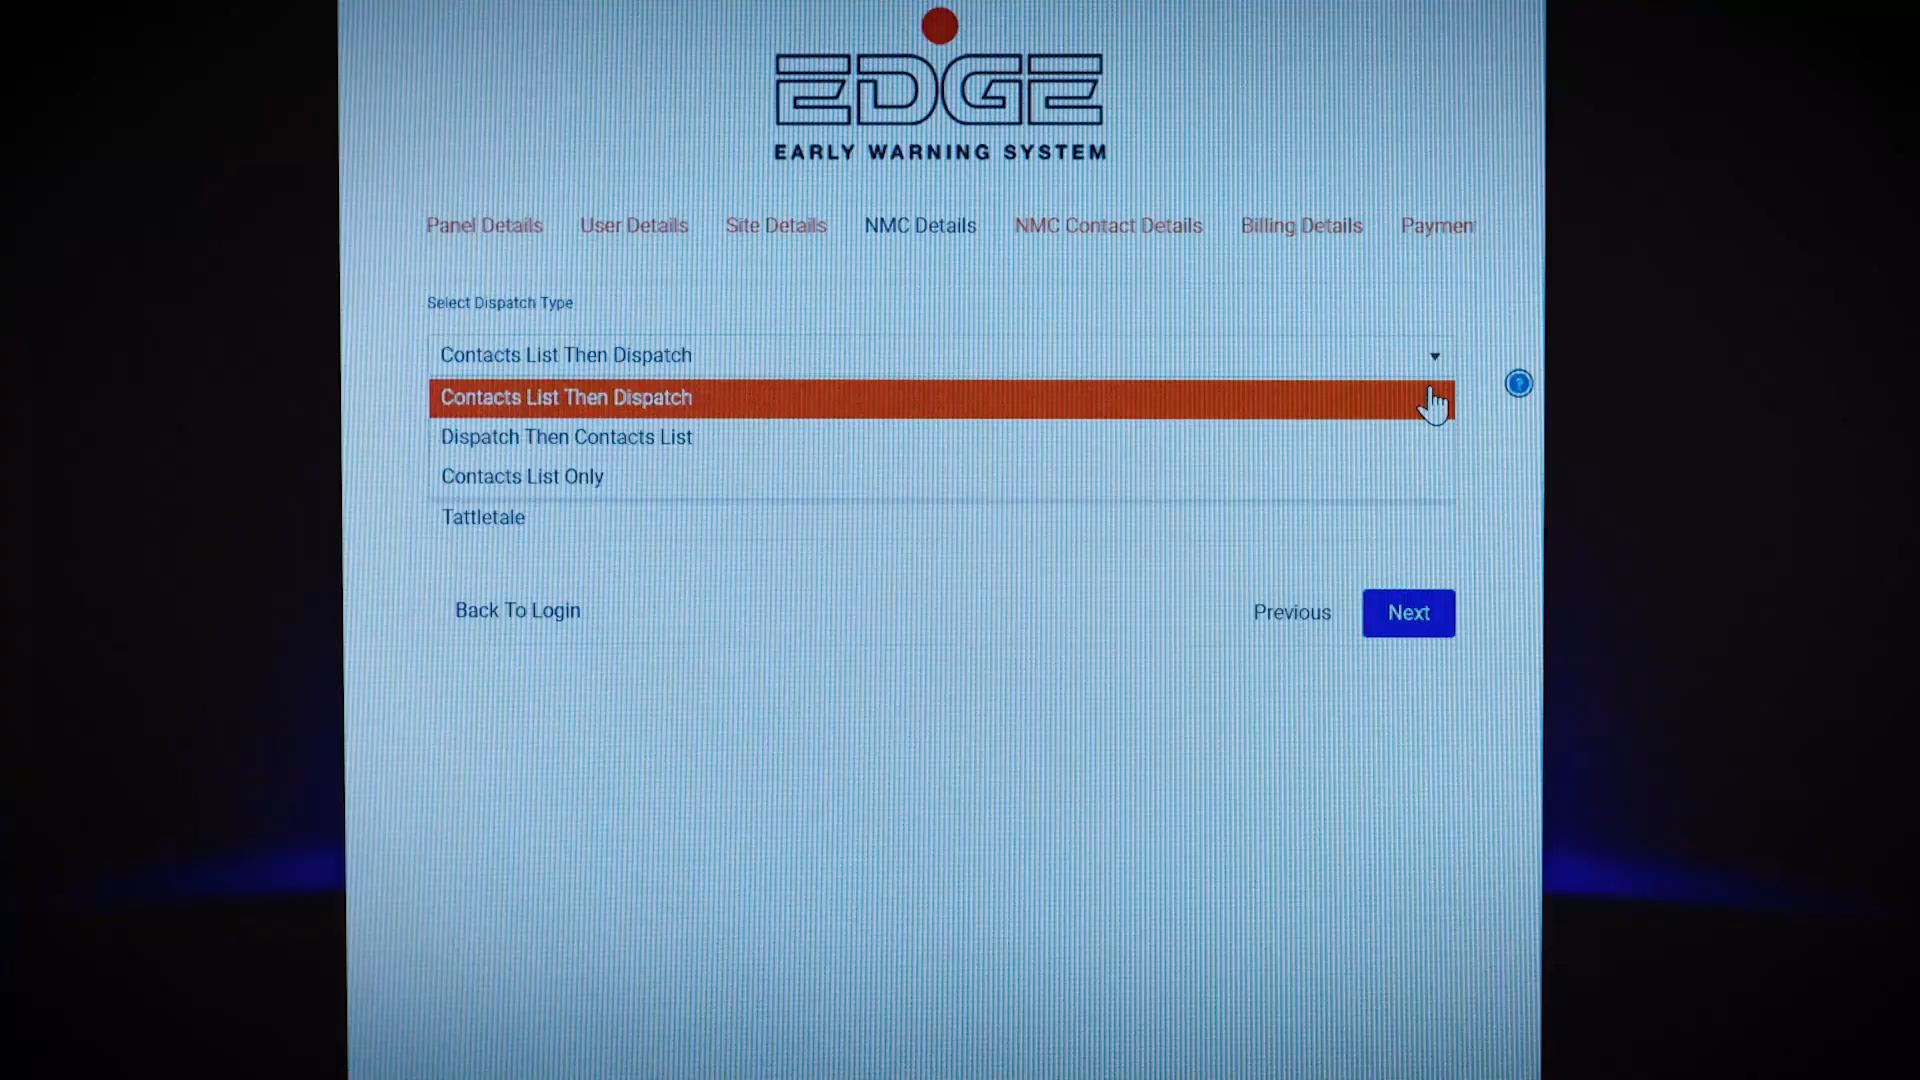 EDGE
EARLY WARNING SYSTEM
Panel Details User Details Site Details NMC Details NMC Contact Details Billing Details Paymen
Select Dispatch Type
Contacts List Then Dispatch
Contacts List Then Dispatch
Dispatch Then Contacts List
Contacts List Only
Tattletale
Back To Login Previous Next
?